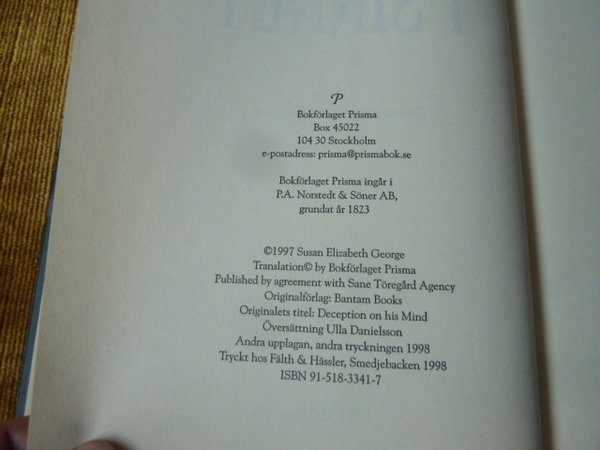 P
Bokförlaget Prisma
Box 45022
104 30 Stockholm
e-postadress: prisma@prismabok.se
Bokförlaget Prisma ingår i
P.A. Norstedt & Söner AB,
grundat år 1823
©1997 Susan Elizabeth George
Translation© by Bokförlaget Prisma
Published by agreement with Sane Töregård Agency
Originalförlag: Bantam Books
Originalets titel: Deception on his Mind
Översättning Ulla Danielsson
Andra upplagan, andra tryckningen 1998
Tryckt hos Fälth & Hässler, Smedjebacken 1998
ISBN 91-518-3341-7